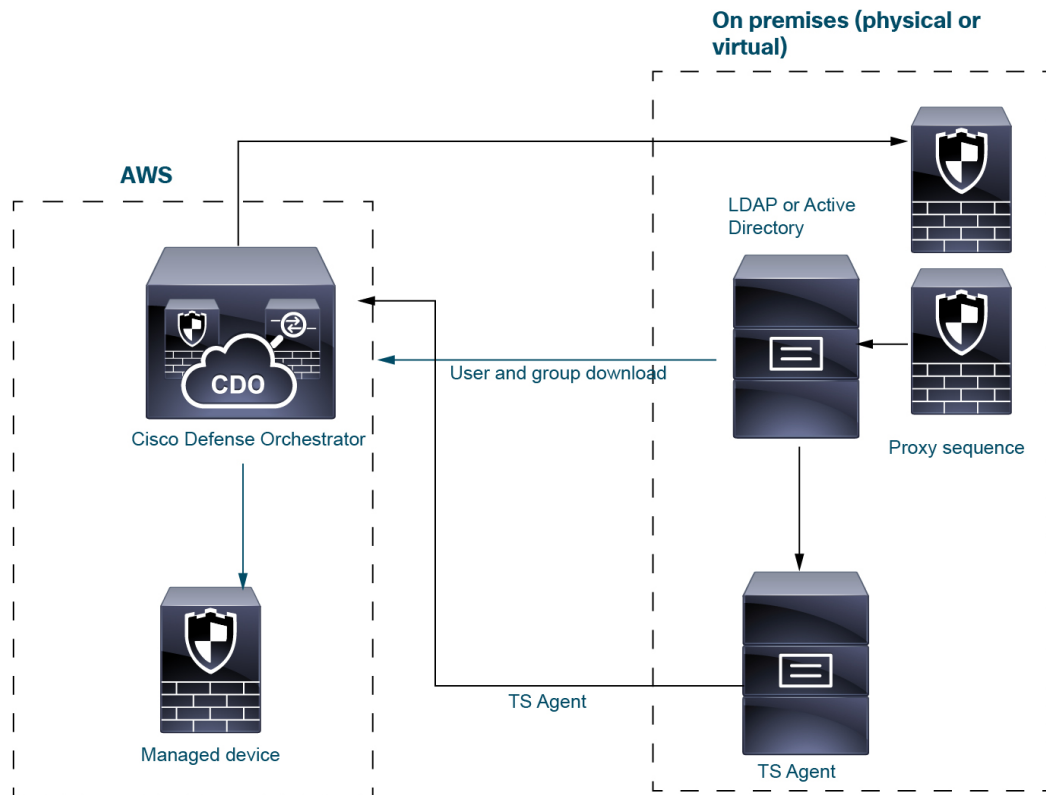 On premises (physical or
virtual)
AWS
LDAP or Active
Directory
CDO
User and group download
Cisco Defense Orchestrator
Proxy sequence
TS Agent
Managed device
TS Agent